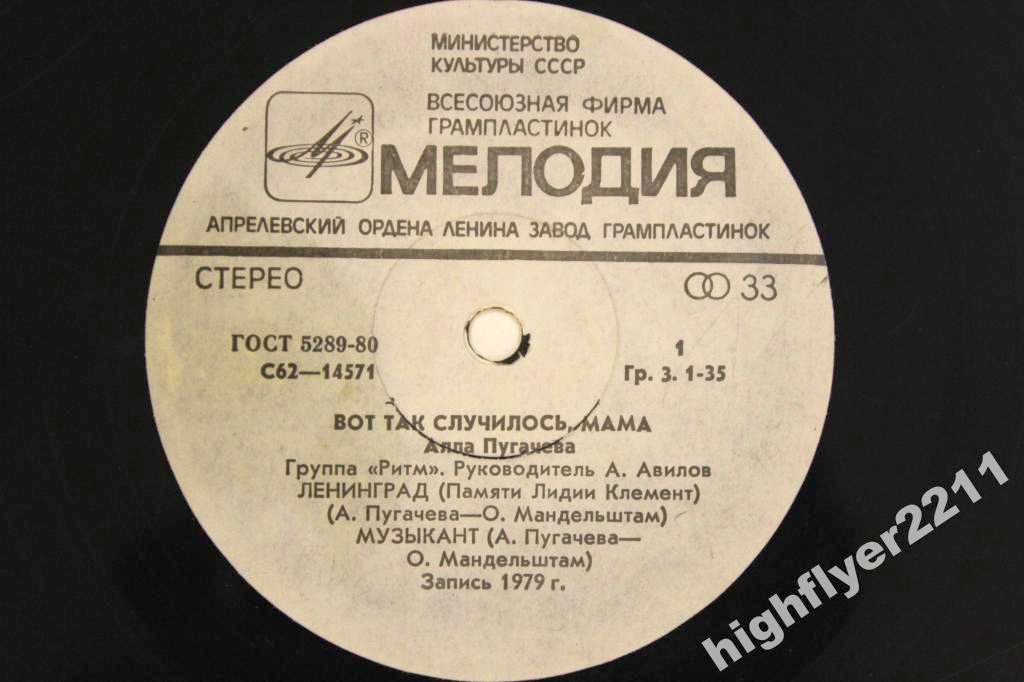 МИНИСТЕРСТВО
КУЛЬТУРЫ СССР
ВСЕСОЮЗНАЯ ФИРМА
ГРАМПЛАСТИНОК
®
МЕЛОДИЯ
АПРЕЛЕВСКИЙ ОРДЕНА ЛЕНИНА ЗАВОД ГРАМПЛАСТИНОК
СТЕРЕО 33
ГОСТ 5289-80 1
С62—14571 Гр. 3. 1-35
ВОТ ТАК СЛУЧИЛОСЬ, МАМА
Алла Пугачева
Группа «Ритм». Руководитель А. Авилов
ЛЕНИНГРАД (Памяти Лидии Клемент)
(А. Пугачева—О. Мандельштам)
МУЗЫКАНТ (А. Пугачева—
О. Мандельштам)
Запись 1979 г.
highflyer2211